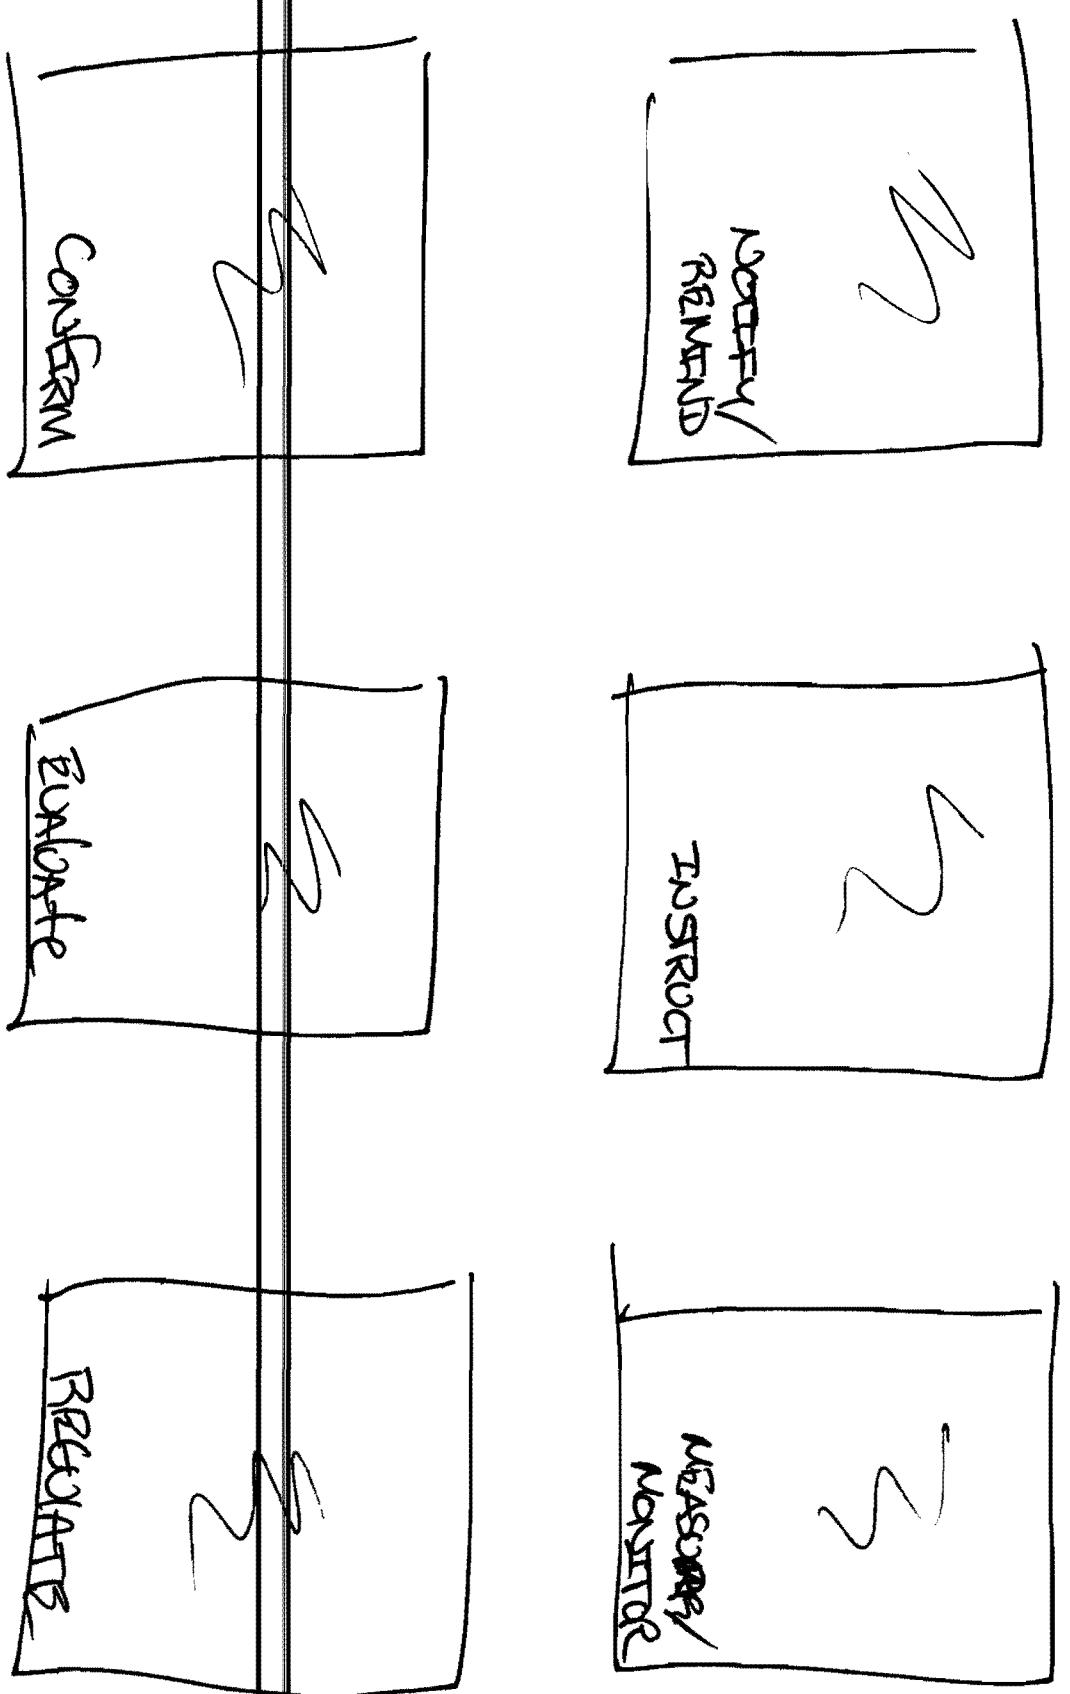 NOTIFY/
REMIND
INSTRUCT
MEASURE/
MONITOR
CONFIRM
Evaluate
REGULATE